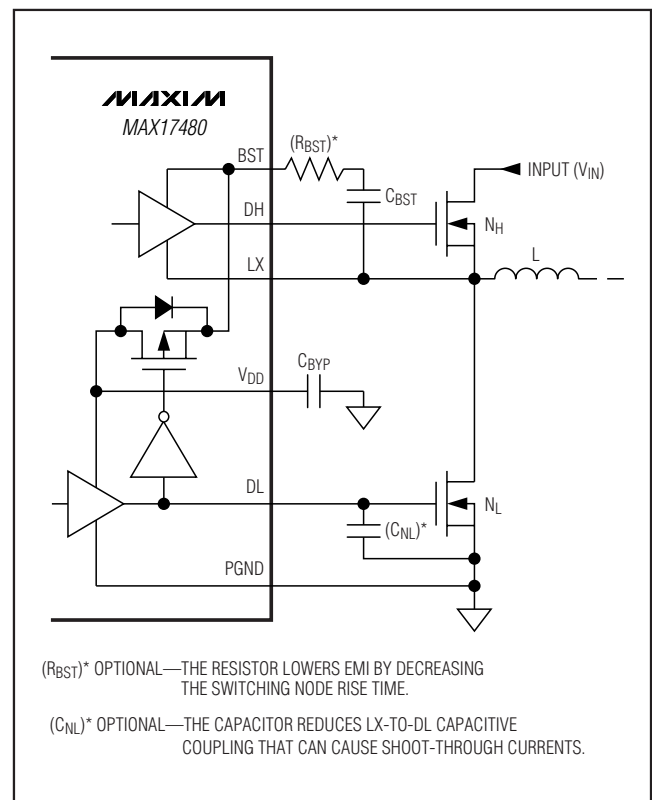 MAXIM
MAX17480
BST
(RBST)*
INPUT (VIN)
CBST
DH
NH
LX
L
VDD
CBYP
DL
NL
(CNL)*
PGND
(RBST)* OPTIONAL—THE RESISTOR LOWERS EMI BY DECREASING
THE SWITCHING NODE RISE TIME.
(CNL)* OPTIONAL—THE CAPACITOR REDUCES LX-TO-DL CAPACITIVE
COUPLING THAT CAN CAUSE SHOOT-THROUGH CURRENTS.